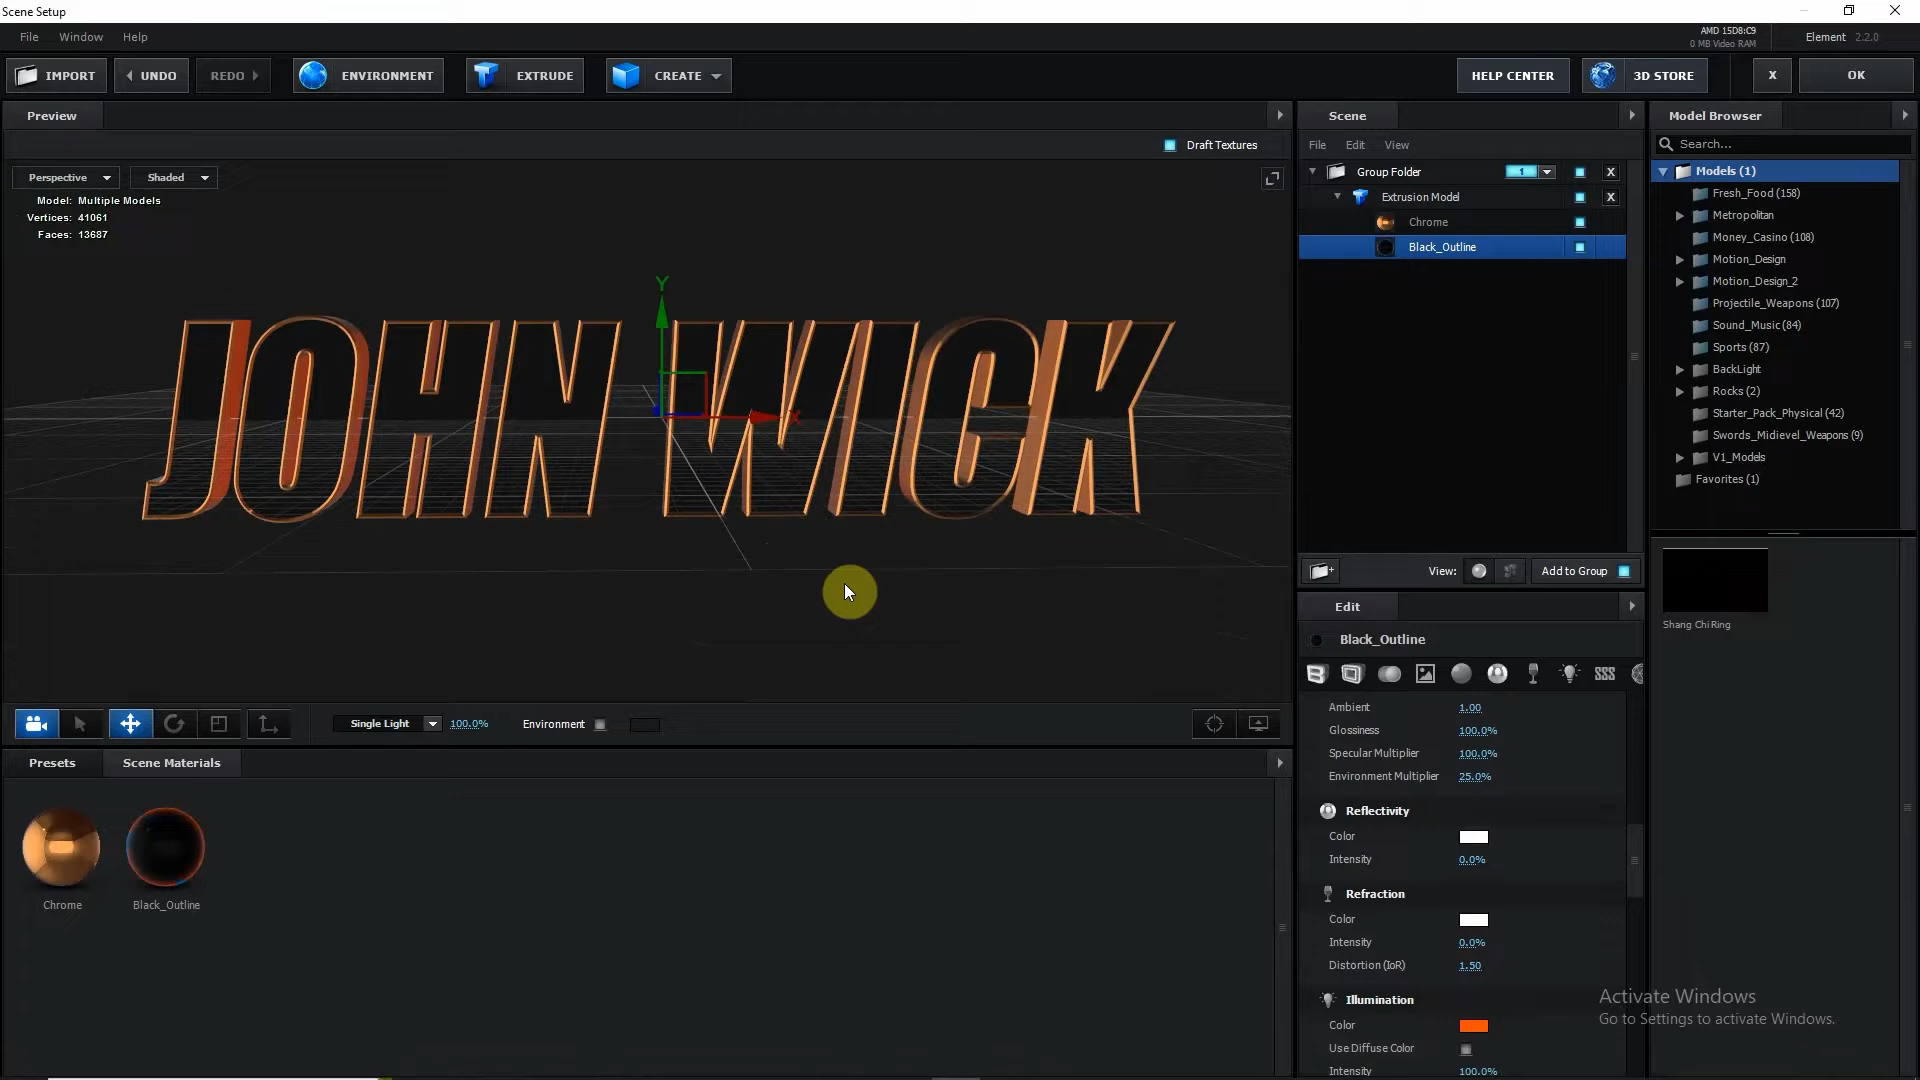 Scene Setup
File Window Help
AMD 15D8:C9
0 MB Video RAM
Element 2.2.0
IMPORT UNDO REDO ENVIRONMENT EXTRUDE CREATE HELP CENTER 3D STORE X OK
Preview
Draft Textures
Perspective Shaded
Model: Multiple Models
Vertices: 41061
Faces: 13687
Y
X
JOHN WICK
Single Light 100.0% Environment
Presets Scene Materials
Chrome Black_Outline
Scene
File Edit View
Group Folder 1 X
Extrusion Model X
Chrome
Black_Outline
View: Add to Group
Edit
Black_Outline
Ambient 1.00
Glossiness 100.0%
Specular Multiplier 100.0%
Environment Multiplier 25.0%
Reflectivity
Color
Intensity 0.0%
Refraction
Color
Intensity 0.0%
Distortion (IoR) 1.50
Illumination
Color
Use Diffuse Color
Intensity 100.0%
Model Browser
Search...
Models (1)
Fresh_Food (158)
Metropolitan
Money_Casino (108)
Motion_Design
Motion_Design_2
Projectile_Weapons (107)
Sound_Music (84)
Sports (87)
BackLight
Rocks (2)
Starter_Pack_Physical (42)
Swords_Midievel_Weapons (9)
V1_Models
Favorites (1)
Shang Chi Ring
Activate Windows
Go to Settings to activate Windows.